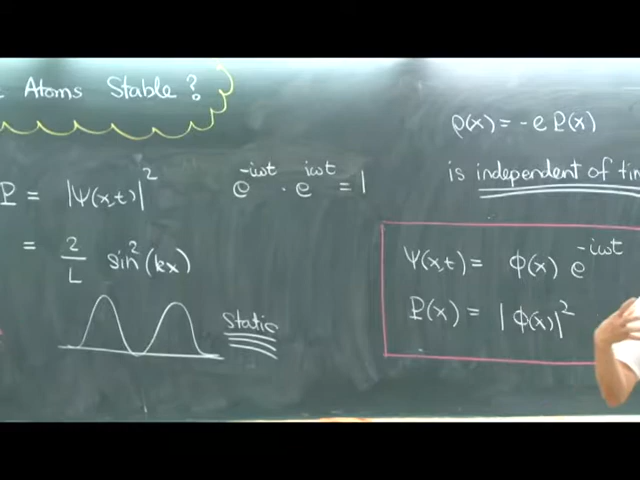 Atoms Stable?
P = |Ψ(x,t)|²
e^{-iωt} · e^{iωt} = 1
= 2/L sin²(kx)
Static
ρ(x) = -e P(x)
is independent of tim
Ψ(x,t) = ϕ(x) e^{-iωt}
P(x) = |ϕ(x)|²